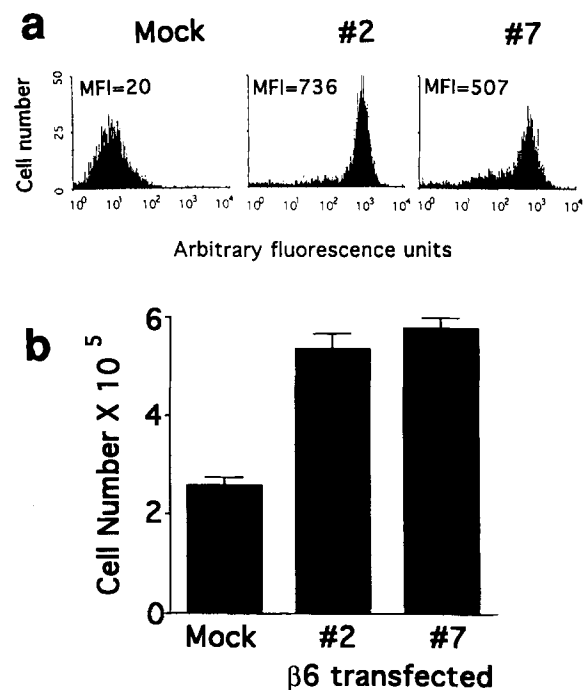 a
Mock #2 #7
Cell number
50
25
0
MFI=20
MFI=736
MFI=507
10⁰ 10¹ 10² 10³ 10⁴
10⁰ 10¹ 10² 10³ 10⁴
10⁰ 10¹ 10² 10³ 10⁴
Arbitrary fluorescence units
b
Cell Number X 10⁵
6
4
2
0
Mock #2 #7
β6 transfected